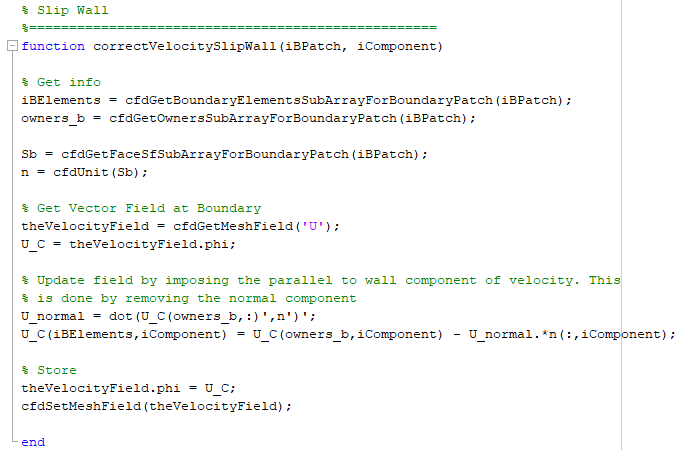 % Slip Wall
%===================================================
function correctVelocitySlipWall(iBPatch, iComponent)
% Get info
iBElements = cfdGetBoundaryElementsSubArrayForBoundaryPatch(iBPatch);
owners_b = cfdGetOwnersSubArrayForBoundaryPatch(iBPatch);
Sb = cfdGetFaceSfSubArrayForBoundaryPatch(iBPatch);
n = cfdUnit(Sb);
% Get Vector Field at Boundary
theVelocityField = cfdGetMeshField('U');
U_C = theVelocityField.phi;
% Update field by imposing the parallel to wall component of velocity. This
% is done by removing the normal component
U_normal = dot(U_C(owners_b,:)',n')';
U_C(iBElements,iComponent) = U_C(owners_b,iComponent) - U_normal.*n(:,iComponent);
% Store
theVelocityField.phi = U_C;
cfdSetMeshField(theVelocityField);
end